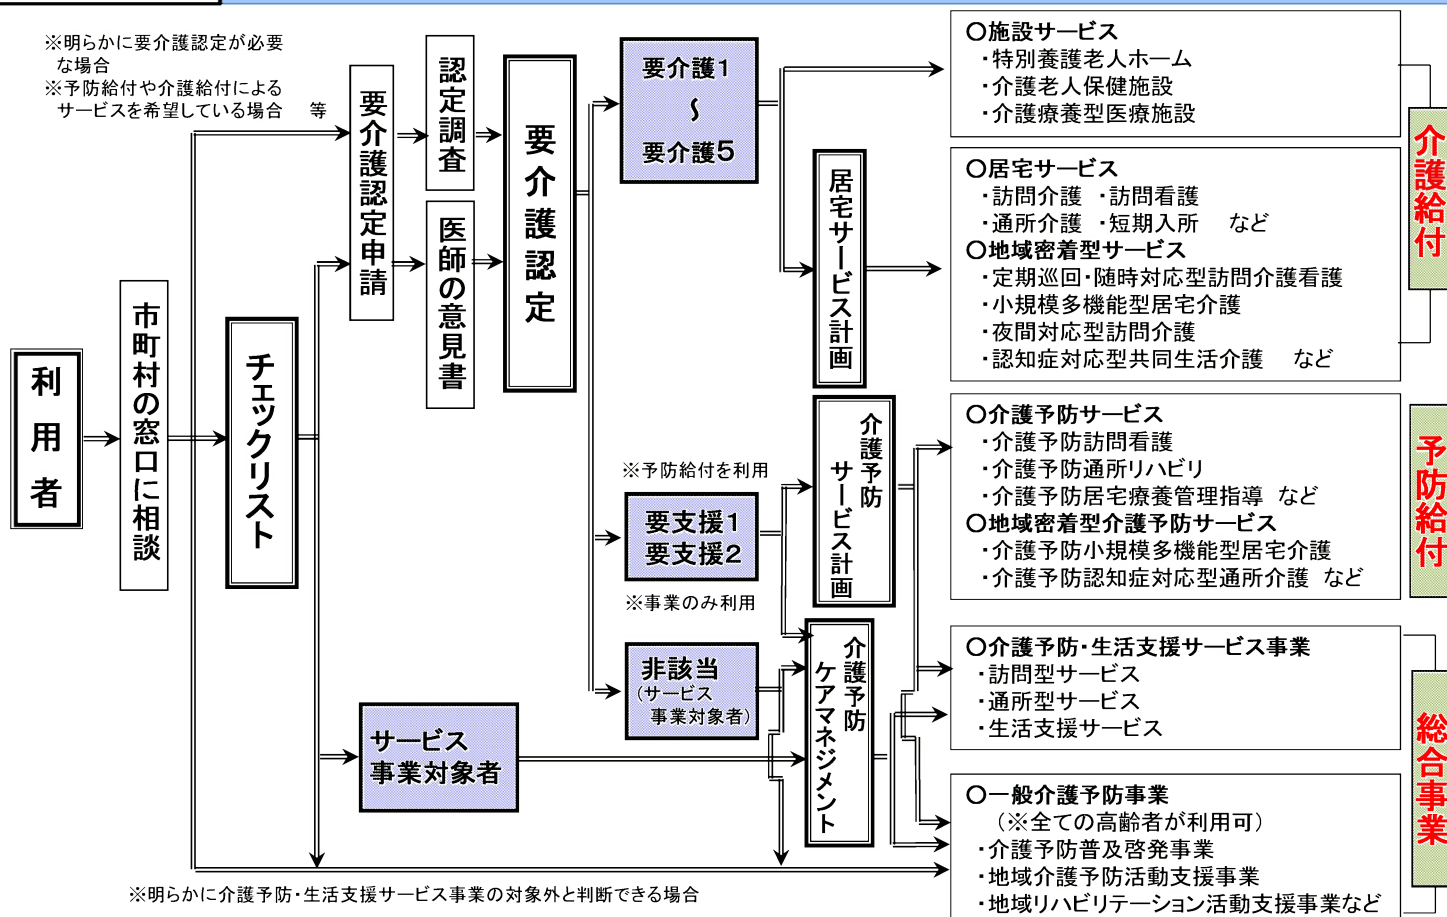 ※明らかに要介護認定が必要
な場合
※予防給付や介護給付による
サービスを希望している場合　等
利用者
市町村の窓口に相談
チェックリスト
要介護認定申請
認定調査
医師の意見書
要介護認定
要介護1
～
要介護5
※予防給付を利用
要支援1
要支援2
※事業のみ利用
非該当
(サービス
事業対象者)
サービス
事業対象者
居宅サービス計画
介護予防
サービス計画
介護予防
ケアマネジメント
○施設サービス
・特別養護老人ホーム
・介護老人保健施設
・介護療養型医療施設
○居宅サービス
・訪問介護　・訪問看護
・通所介護　・短期入所　など
○地域密着型サービス
・定期巡回・随時対応型訪問介護看護
・小規模多機能型居宅介護
・夜間対応型訪問介護
・認知症対応型共同生活介護　など
介護給付
○介護予防サービス
・介護予防訪問看護
・介護予防通所リハビリ
・介護予防居宅療養管理指導　など
○地域密着型介護予防サービス
・介護予防小規模多機能型居宅介護
・介護予防認知症対応型通所介護　など
予防給付
○介護予防・生活支援サービス事業
・訪問型サービス
・通所型サービス
・生活支援サービス
○一般介護予防事業
（※全ての高齢者が利用可）
・介護予防普及啓発事業
・地域介護予防活動支援事業
・地域リハビリテーション活動支援事業など
総合事業
※明らかに介護予防・生活支援サービス事業の対象外と判断できる場合